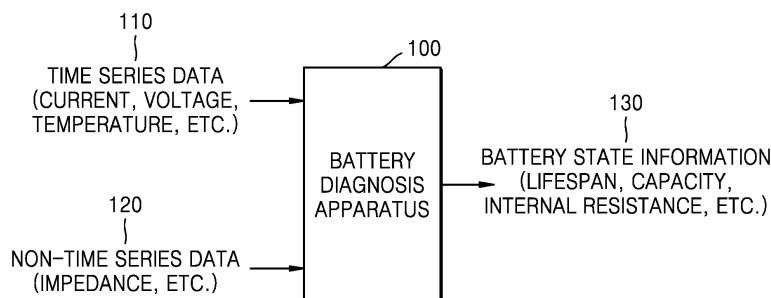 110
TIME SERIES DATA
(CURRENT, VOLTAGE,
TEMPERATURE, ETC.)
120
NON-TIME SERIES DATA
(IMPEDANCE, ETC.)
100
BATTERY
DIAGNOSIS
APPARATUS
130
BATTERY STATE INFORMATION
(LIFESPAN, CAPACITY,
INTERNAL RESISTANCE, ETC.)